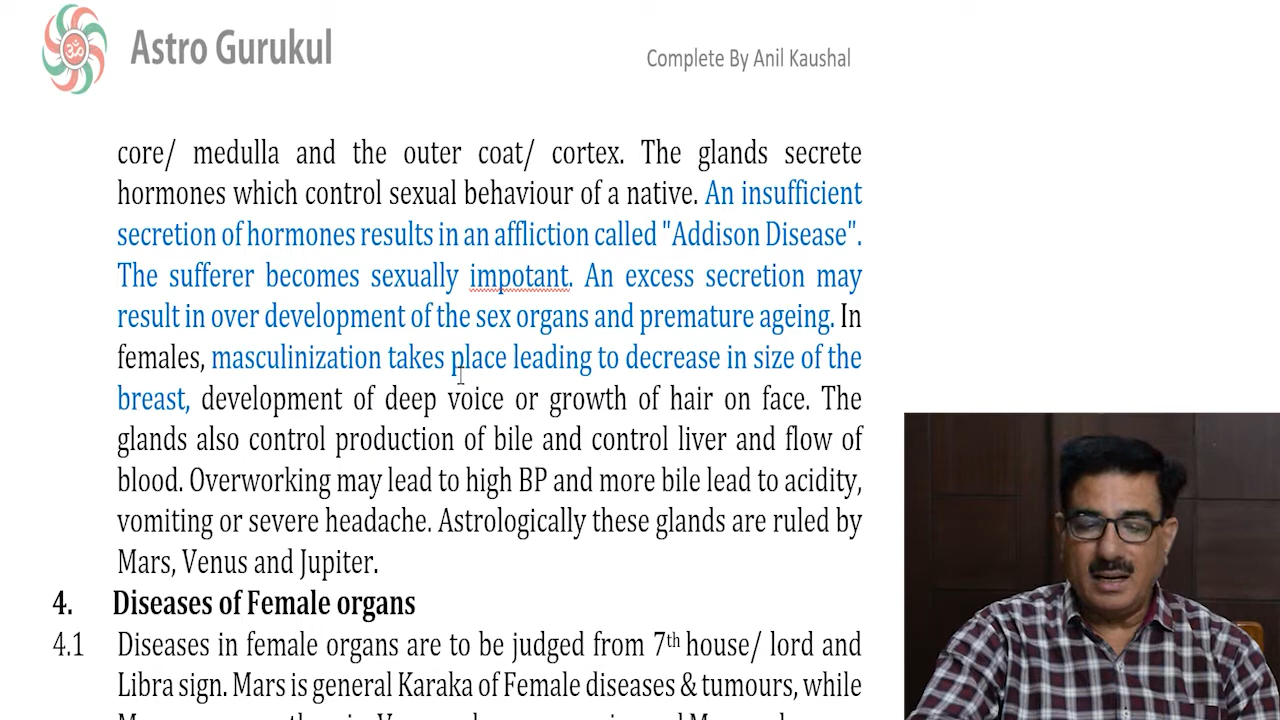 Astro Gurukul
Complete By Anil Kaushal
core/ medulla and the outer coat/ cortex. The glands secrete
hormones which control sexual behaviour of a native. An insufficient
secretion of hormones results in an affliction called "Addison Disease".
The sufferer becomes sexually impotant. An excess secretion may
result in over development of the sex organs and premature ageing. In
females, masculinization takes place leading to decrease in size of the
breast, development of deep voice or growth of hair on face. The
glands also control production of bile and control liver and flow of
blood. Overworking may lead to high BP and more bile lead to acidity,
vomiting or severe headache. Astrologically these glands are ruled by
Mars, Venus and Jupiter.
4. Diseases of Female organs
4.1 Diseases in female organs are to be judged from 7th house/ lord and
Libra sign. Mars is general Karaka of Female diseases & tumours, while